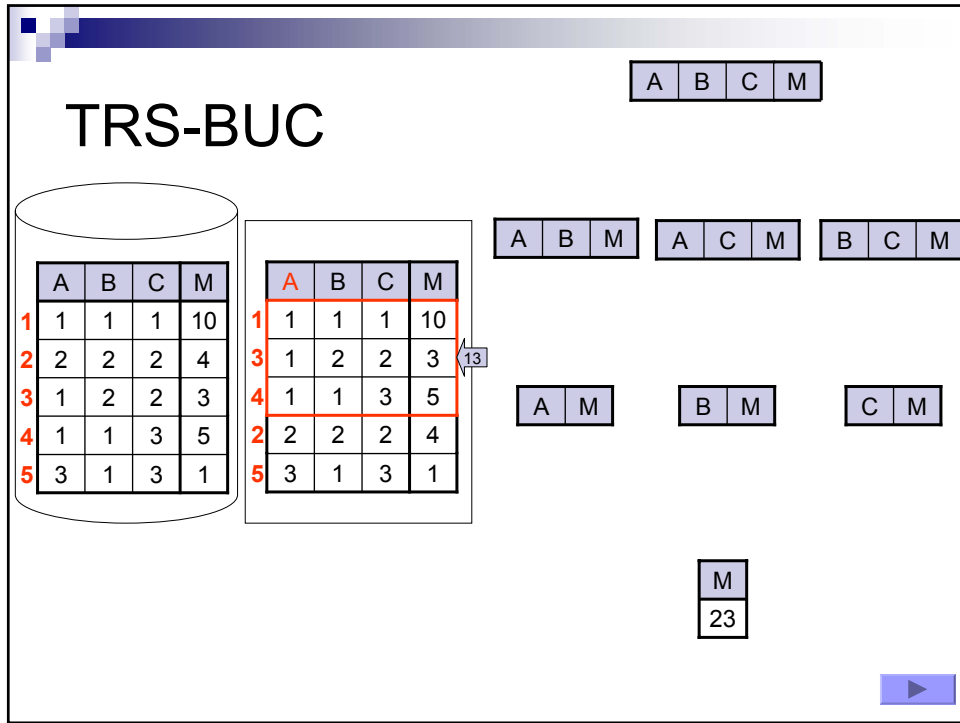 TRS-BUC
A B C M
A B M
A C M
B C M
A B C M
1 1 1 1 10
2 2 2 2 4
3 1 2 2 3
4 1 1 3 5
5 3 1 3 1
A B C M
1 1 1 1 10
3 1 2 2 3
13
4 1 1 3 5
2 2 2 2 4
5 3 1 3 1
A M
B M
C M
M
23